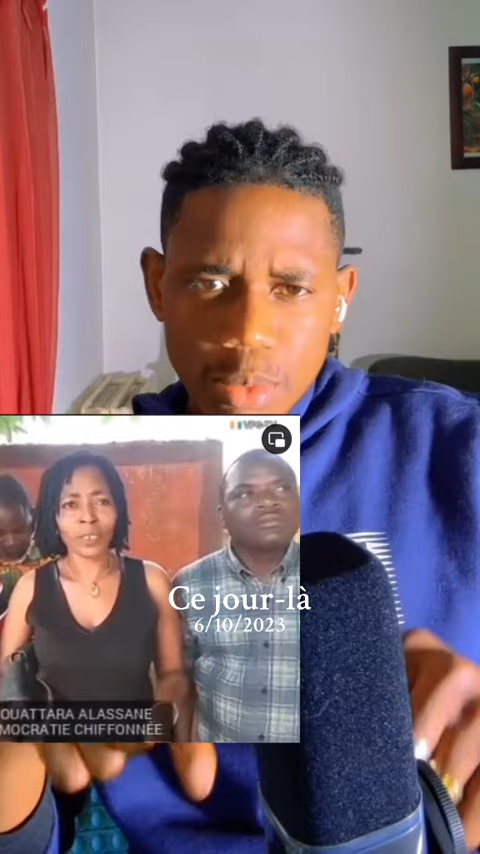 Ce jour-là
6/10/2023
OUATTARA ALASSANE
MOCRATIE CHIFFONNÉE